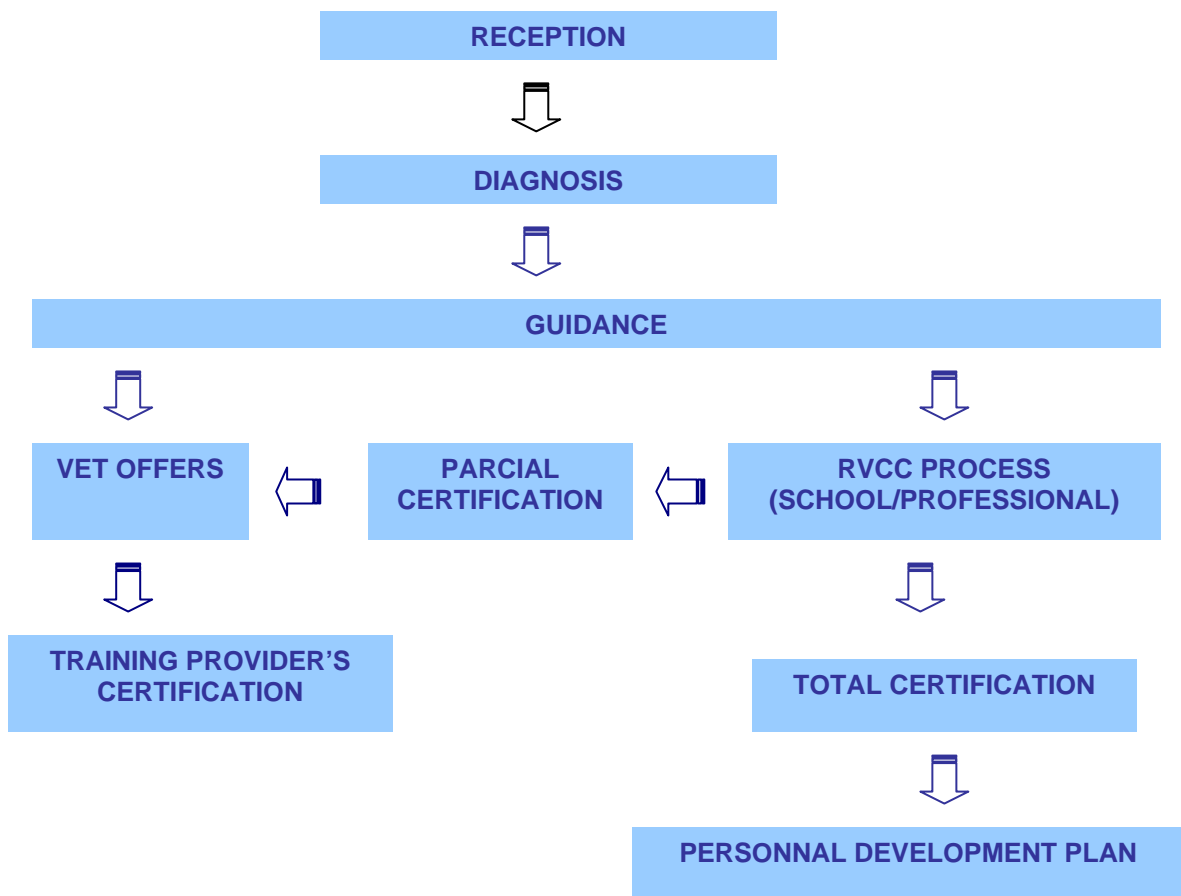 RECEPTION
DIAGNOSIS
GUIDANCE
VET OFFERS
PARCIAL
CERTIFICATION
RVCC PROCESS
(SCHOOL/PROFESSIONAL)
TRAINING PROVIDER’S
CERTIFICATION
TOTAL CERTIFICATION
PERSONNAL DEVELOPMENT PLAN